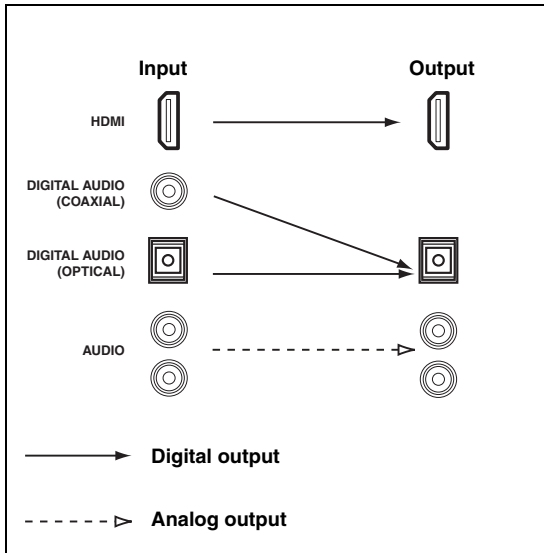 Input Output
HDMI
DIGITAL AUDIO
(COAXIAL)
DIGITAL AUDIO
(OPTICAL)
AUDIO
Digital output
Analog output